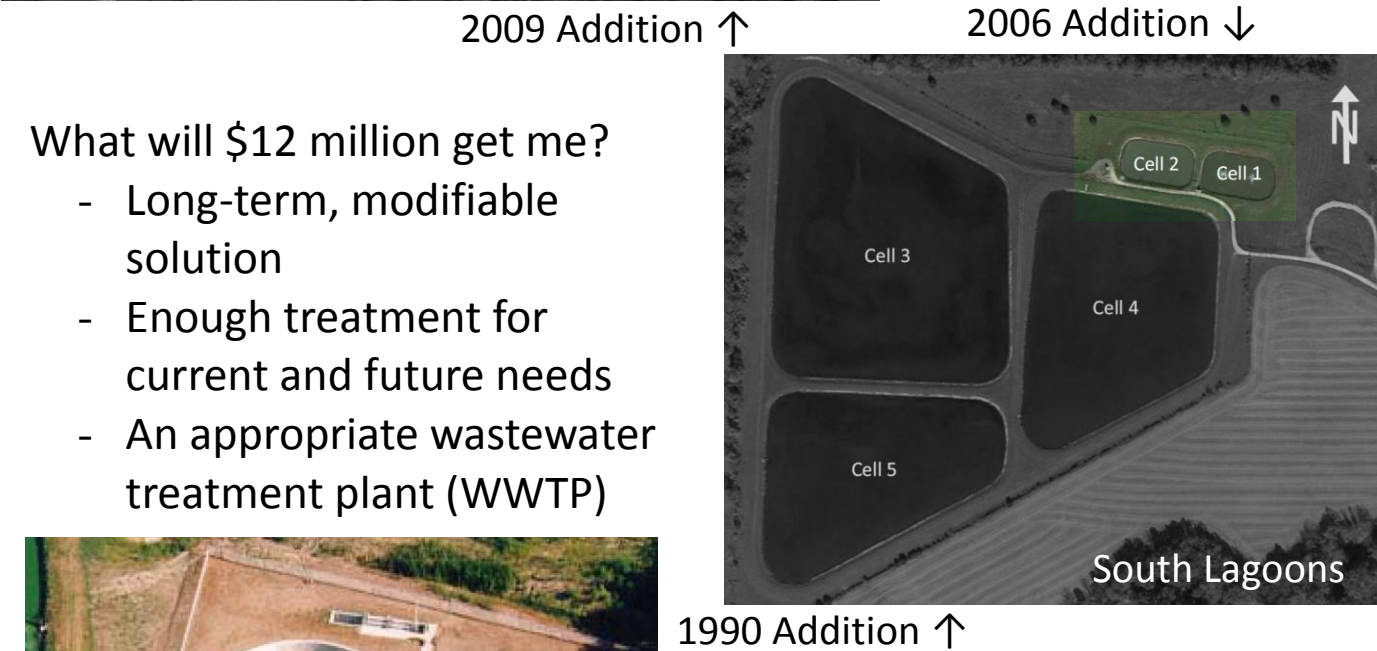 2009 Addition ↑
2006 Addition ↓
What will $12 million get me?
- Long-term, modifiable
solution
- Enough treatment for
current and future needs
- An appropriate wastewater
treatment plant (WWTP)
N
Cell 2
Cell 1
Cell 3
Cell 4
Cell 5
South Lagoons
1990 Addition ↑